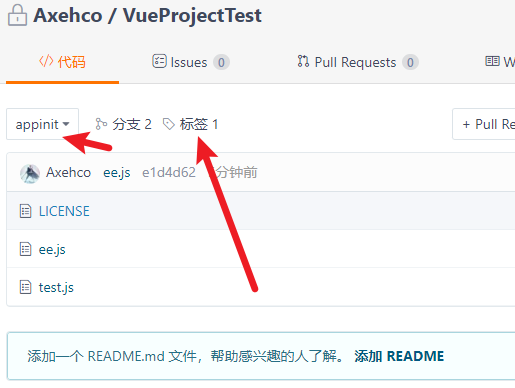 Axehco / VueProjectTest
代码 Issues 0 Pull Requests 0 W
appinit 分支 2 标签 1 + Pull Re
Axehco ee.js e1d4d62 分钟前
LICENSE
ee.js
test.js
添加一个 README.md 文件，帮助感兴趣的人了解。 添加 README